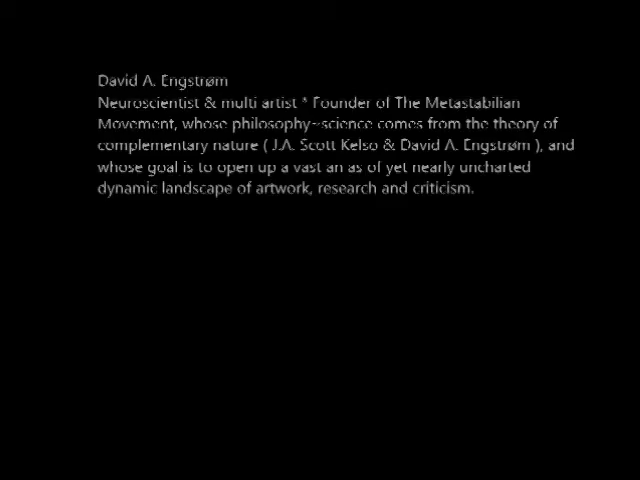 David A. Engstrøm
Neuroscientist & multi artist * Founder of The Metastabilian
Movement, whose philosophy~science comes from the theory of
complementary nature ( J.A. Scott Kelso & David A. Engstrøm ), and
whose goal is to open up a vast an as of yet nearly uncharted
dynamic landscape of artwork, research and criticism.